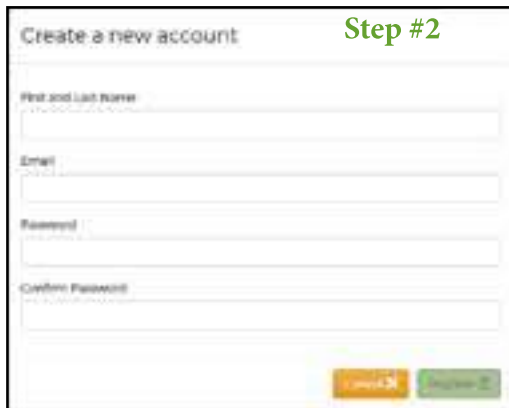 Create a new account
Step #2
First and Last Name
Email
Password
Confirm Password
Cancel
Register